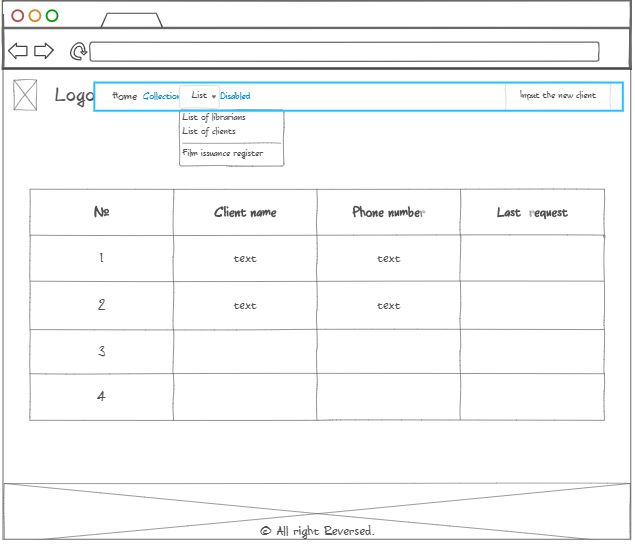 Logo Home Collection List ▾ Disabled Input the new client
List of librarians
List of clients
Film issuance register
№ Client name Phone number Last request
1 text text
2 text text
3
4
© All right Reversed.